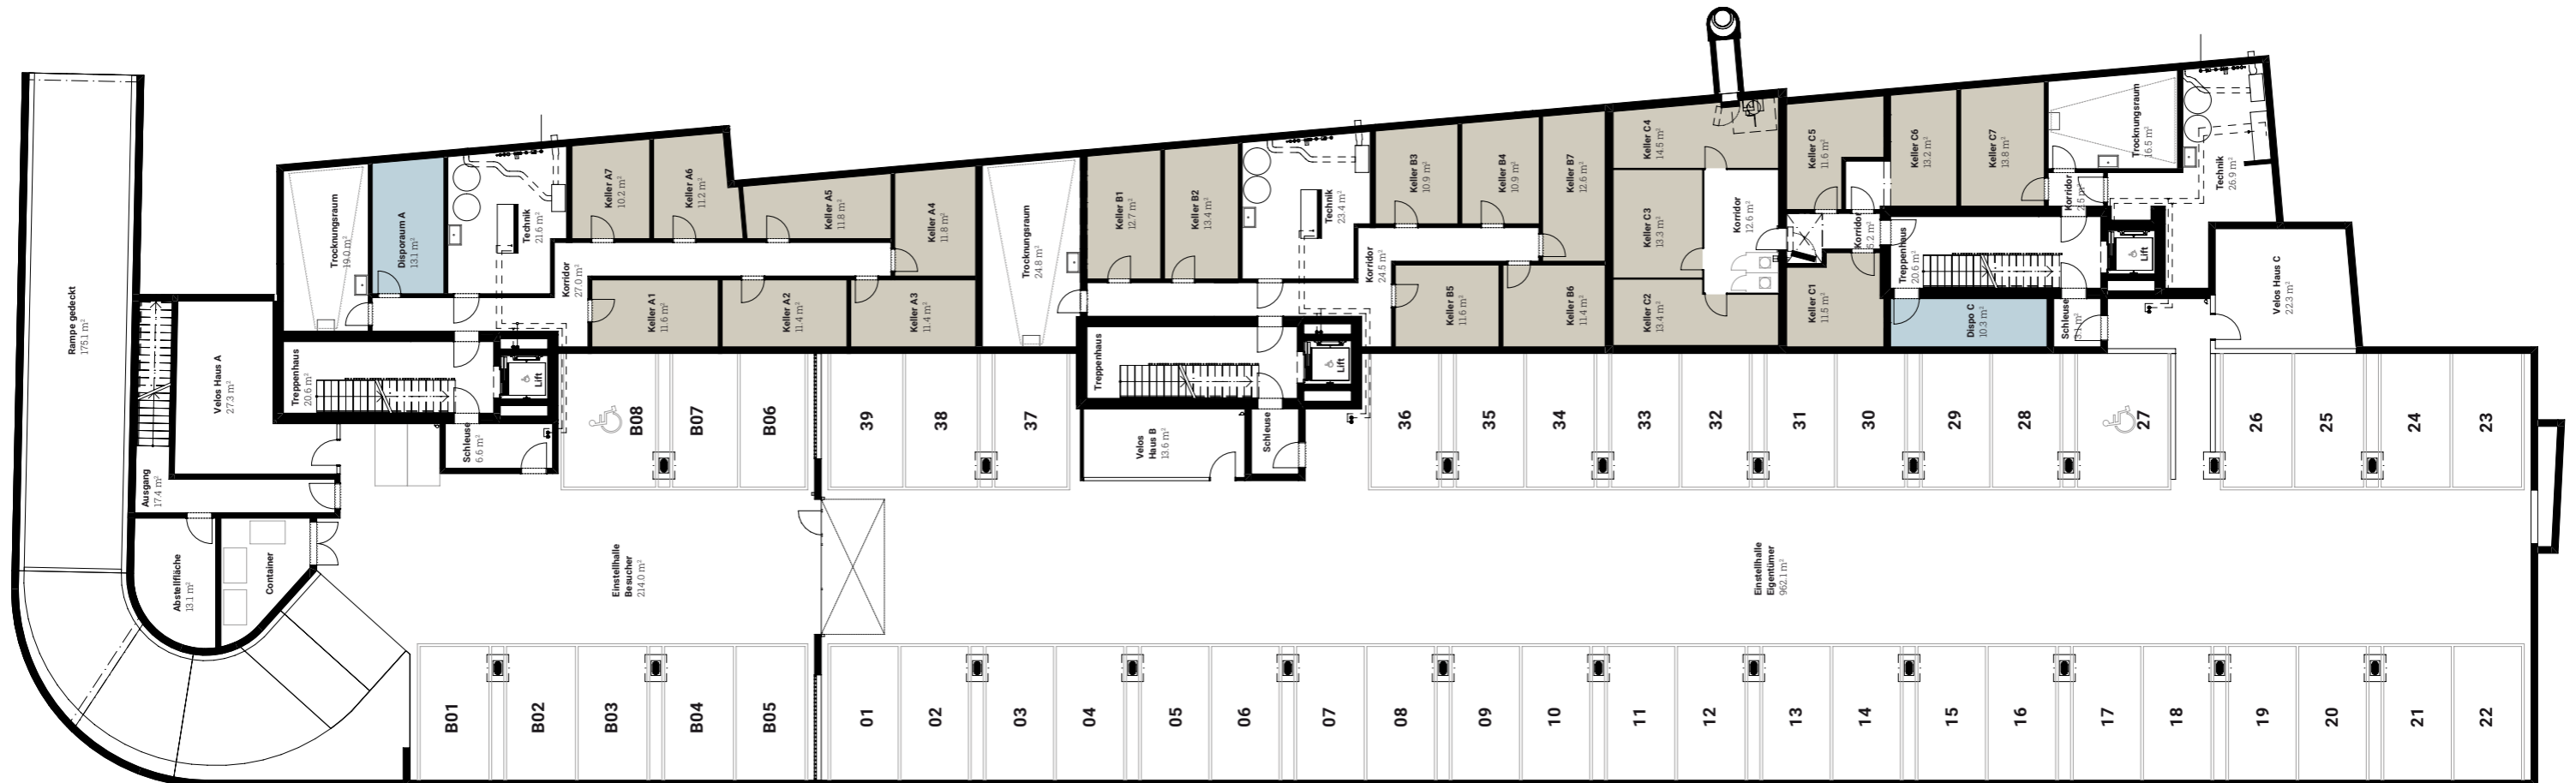 Rampe gedeckt
175.1 m²
Velos Haus A
27.3 m²
Ausgang
17.4 m²
Abstellfläche
13.1 m²
Container
Trocknungsraum
19.0 m²
Disporaum A
13.1 m²
Technik
21.6 m²
Treppenhaus
20.6 m²
Lift
Schleuse
6.6 m²
Korridor
27.0 m²
Keller A7
10.2 m²
Keller A6
11.2 m²
Keller A5
11.8 m²
Keller A4
11.8 m²
Keller A1
11.6 m²
Keller A2
11.4 m²
Keller A3
11.4 m²
Trocknungsraum
24.8 m²
Keller B1
12.7 m²
Keller B2
13.4 m²
Technik
23.4 m²
Treppenhaus
Lift
Velos
Haus B
13.6 m²
Schleuse
Korridor
24.5 m²
Keller B3
10.9 m²
Keller B4
10.9 m²
Keller B7
12.6 m²
Keller B5
11.6 m²
Keller B6
11.4 m²
Keller C4
14.5 m²
Keller C3
13.3 m²
Keller C2
13.4 m²
Korridor
12.6 m²
Keller C5
11.6 m²
Keller C1
11.5 m²
Korridor
5.2 m²
Keller C6
13.2 m²
Keller C7
13.8 m²
Treppenhaus
20.6 m²
Dispo C
10.3 m²
Schleuse
Korridor
2.5 m²
Trocknungsraum
16.5 m²
Technik
26.9 m²
Lift
Velos Haus C
22.3 m²
B08
B07
B06
39
38
37
36
35
34
33
32
31
30
29
28
27
26
25
24
23
Einstellhalle
Besucher
214.0 m²
Einstellhalle
Eigentümer
962.1 m²
B01
B02
B03
B04
B05
01
02
03
04
05
06
07
08
09
10
11
12
13
14
15
16
17
18
19
20
21
22